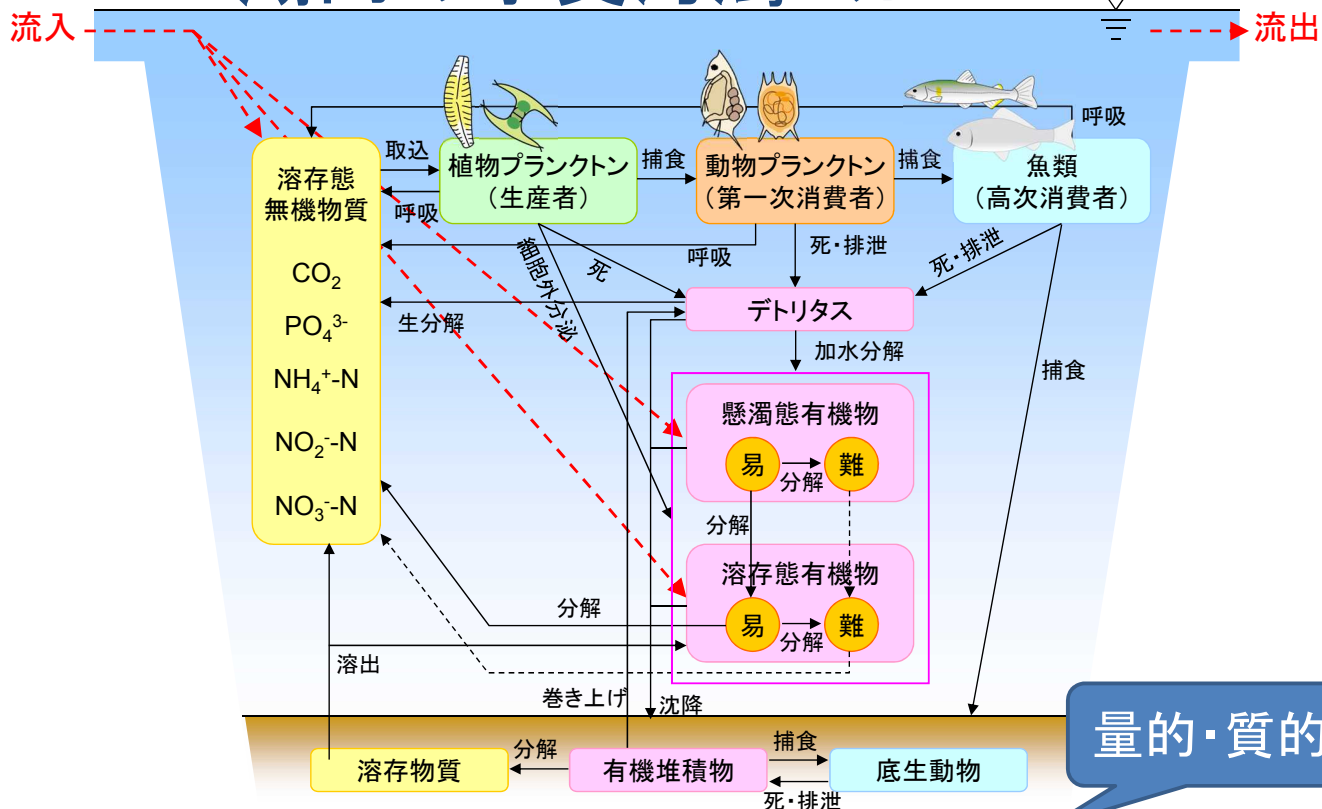 流入
流出
呼吸
溶存態
無機物質
CO₂
PO₄³⁻
NH₄⁺-N
NO₂⁻-N
NO₃⁻-N
取込
呼吸
植物プランクトン
（生産者）
捕食
動物プランクトン
（第一次消費者）
捕食
魚類
（高次消費者）
細胞外分泌
死
呼吸
死・排泄
死・排泄
生分解
デトリタス
加水分解
捕食
懸濁態有機物
易
分解
難
分解
溶存態有機物
易
分解
難
分解
溶出
巻き上げ
沈降
溶存物質
分解
有機堆積物
捕食
死・排泄
底生動物
量的・質的